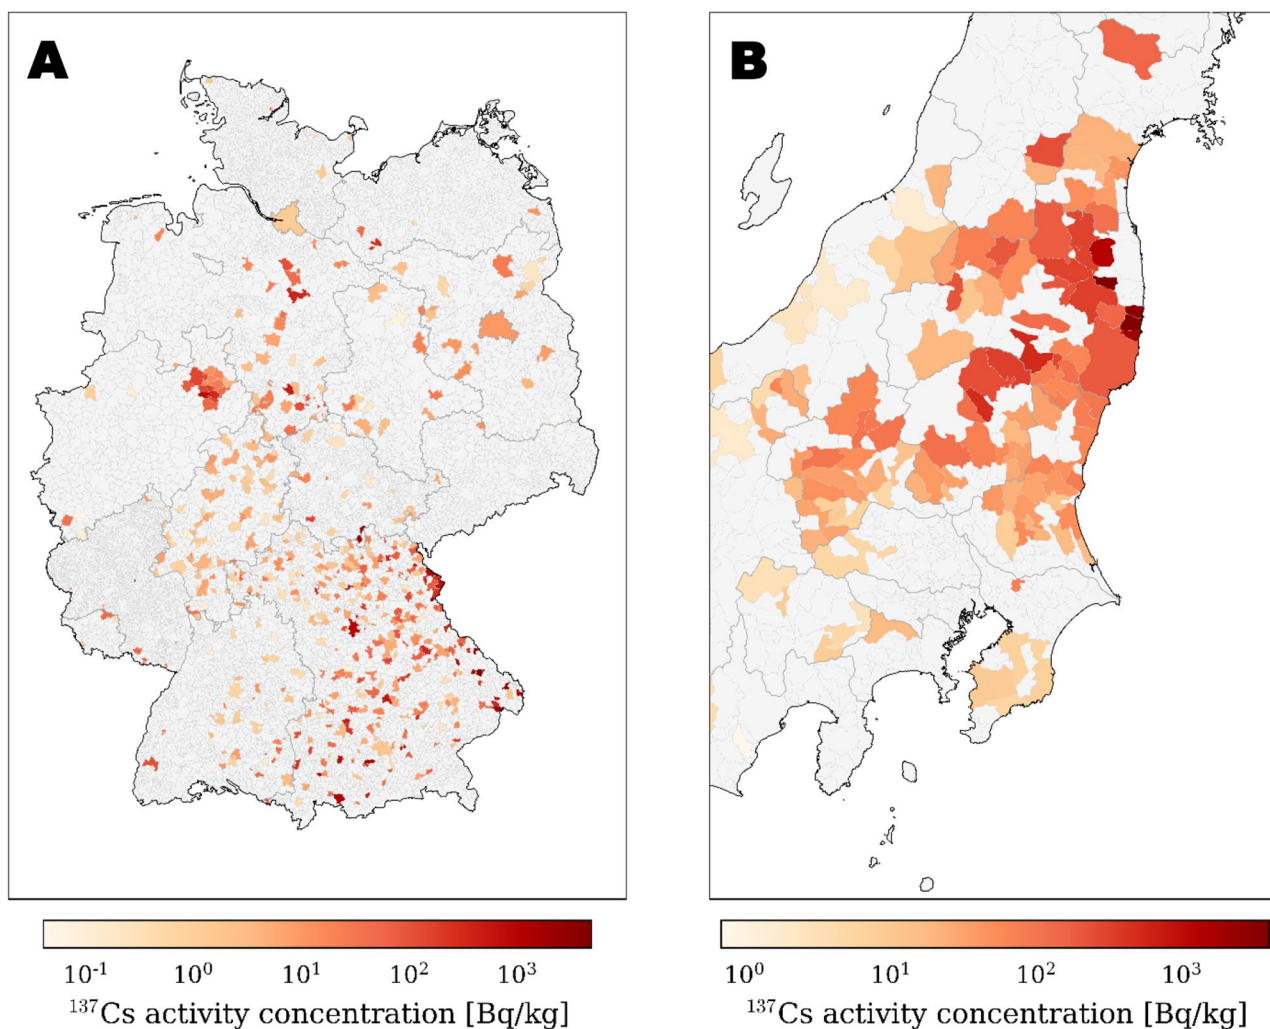 A
B
10⁻¹ 10⁰ 10¹ 10² 10³
¹³⁷Cs activity concentration [Bq/kg]
10⁰ 10¹ 10² 10³
¹³⁷Cs activity concentration [Bq/kg]